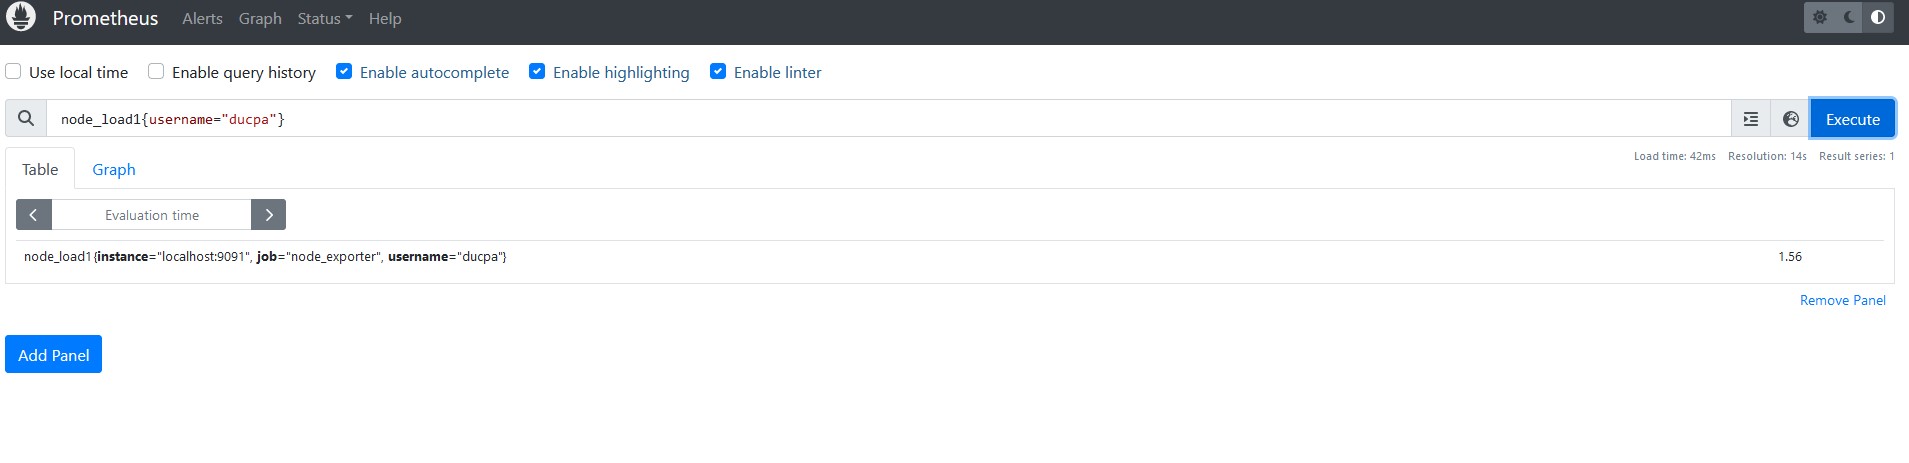 Prometheus Alerts Graph Status Help
Use local time Enable query history Enable autocomplete Enable highlighting Enable linter
node_load1{username="ducpa"} Execute
Table Graph Load time: 42ms Resolution: 14s Result series: 1
Evaluation time
node_load1{instance="localhost:9091", job="node_exporter", username="ducpa"} 1.56
Remove Panel
Add Panel